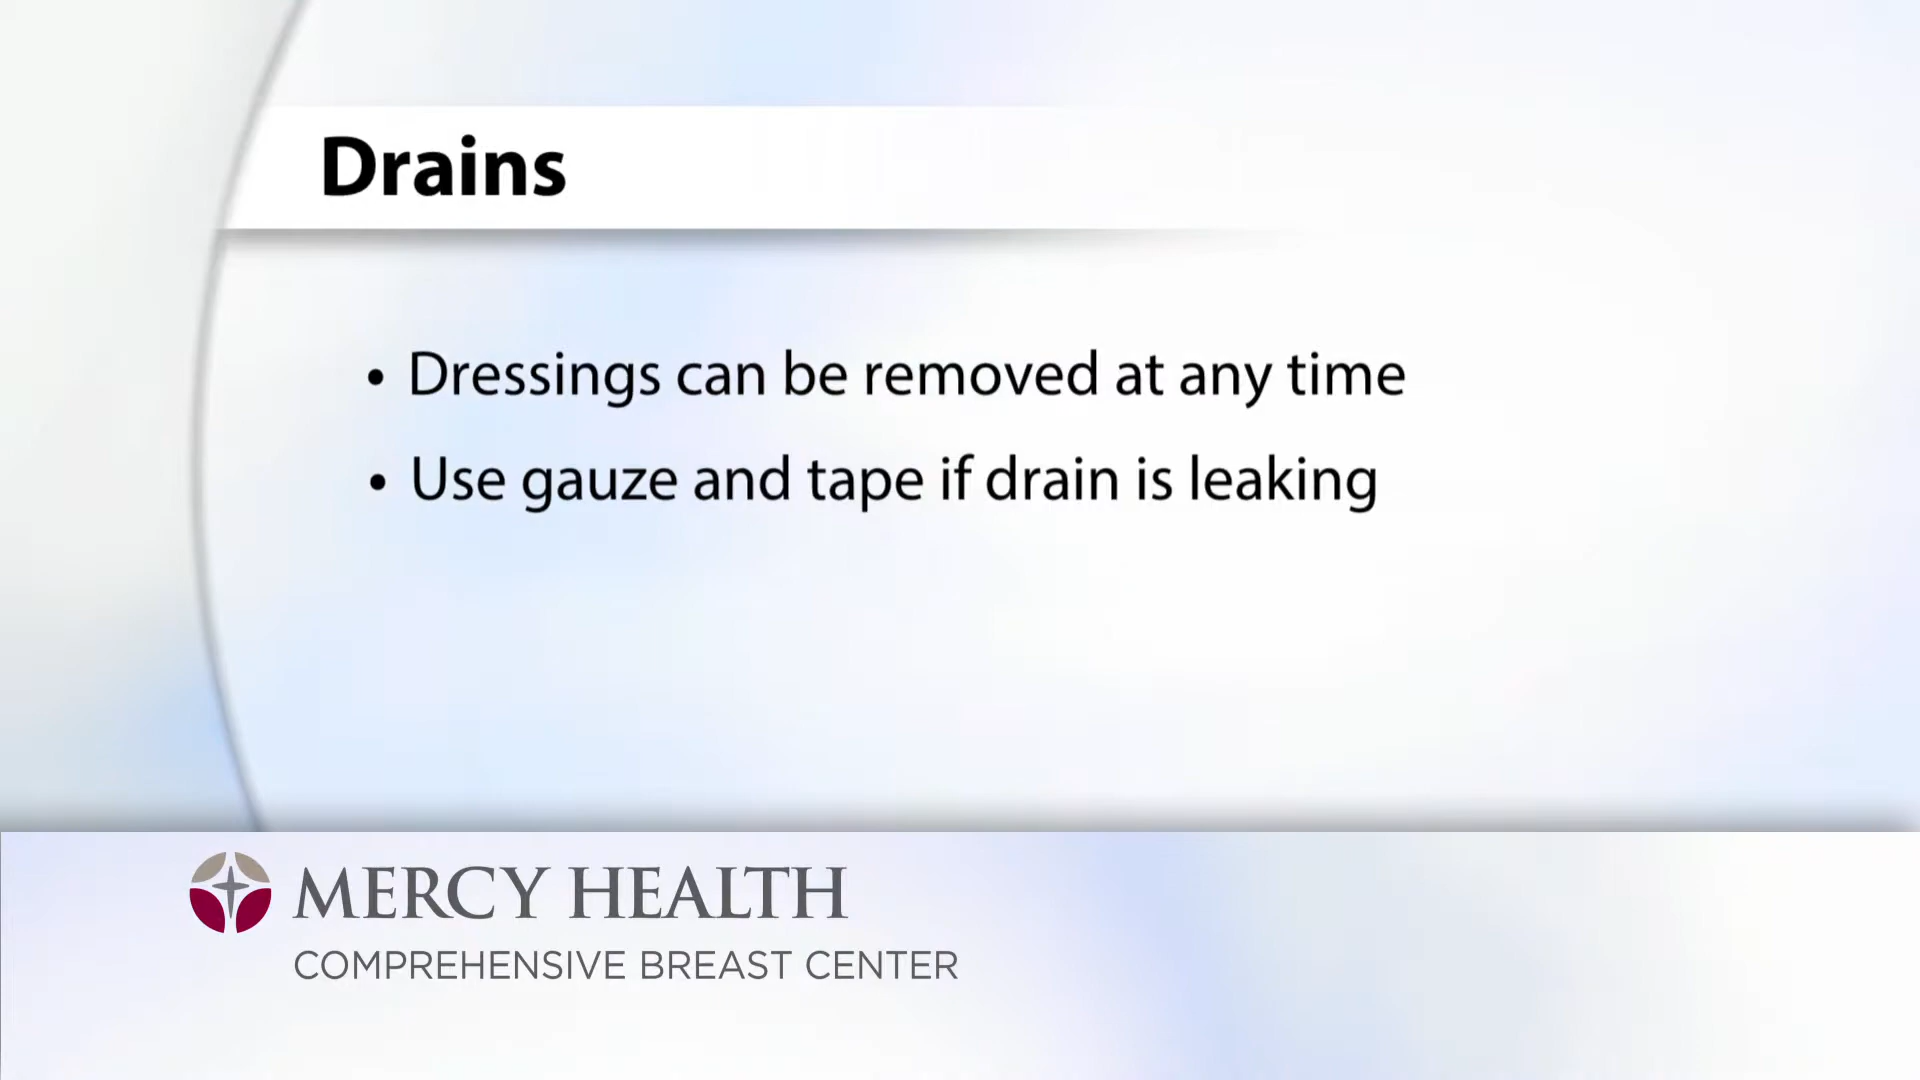 Drains
• Dressings can be removed at any time
• Use gauze and tape if drain is leaking
MERCY HEALTH
COMPREHENSIVE BREAST CENTER